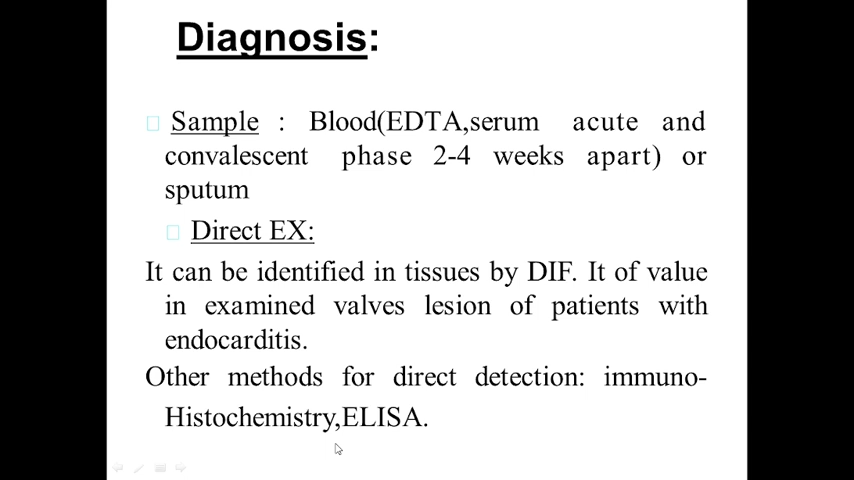 Diagnosis:
Sample : Blood(EDTA,serum acute and
convalescent phase 2-4 weeks apart) or
sputum
Direct EX:
It can be identified in tissues by DIF. It of value
in examined valves lesion of patients with
endocarditis.
Other methods for direct detection: immuno-
Histochemistry,ELISA.